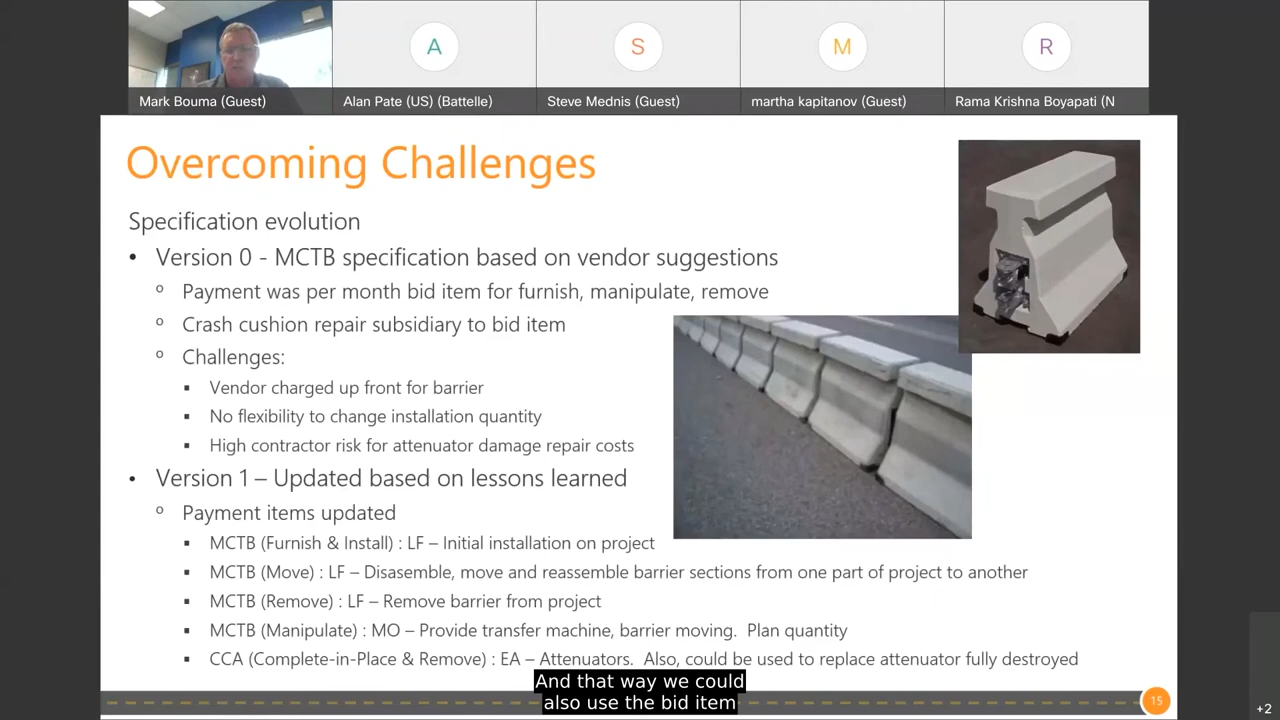 A
S
M
R
Mark Bouma (Guest)
Alan Pate (US) (Battelle)
Steve Mednis (Guest)
martha kapitanov (Guest)
Rama Krishna Boyapati (N
Overcoming Challenges
Specification evolution
• Version 0 - MCTB specification based on vendor suggestions
o Payment was per month bid item for furnish, manipulate, remove
o Crash cushion repair subsidiary to bid item
o Challenges:
▪ Vendor charged up front for barrier
▪ No flexibility to change installation quantity
▪ High contractor risk for attenuator damage repair costs
• Version 1 – Updated based on lessons learned
o Payment items updated
▪ MCTB (Furnish & Install) : LF – Initial installation on project
▪ MCTB (Move) : LF – Disasemble, move and reassemble barrier sections from one part of project to another
▪ MCTB (Remove) : LF – Remove barrier from project
▪ MCTB (Manipulate) : MO – Provide transfer machine, barrier moving.  Plan quantity
▪ CCA (Complete-in-Place & Remove) : EA – Attenuators.  Also, could be used to replace attenuator fully destroyed
And that way we could
also use the bid item
15
+2